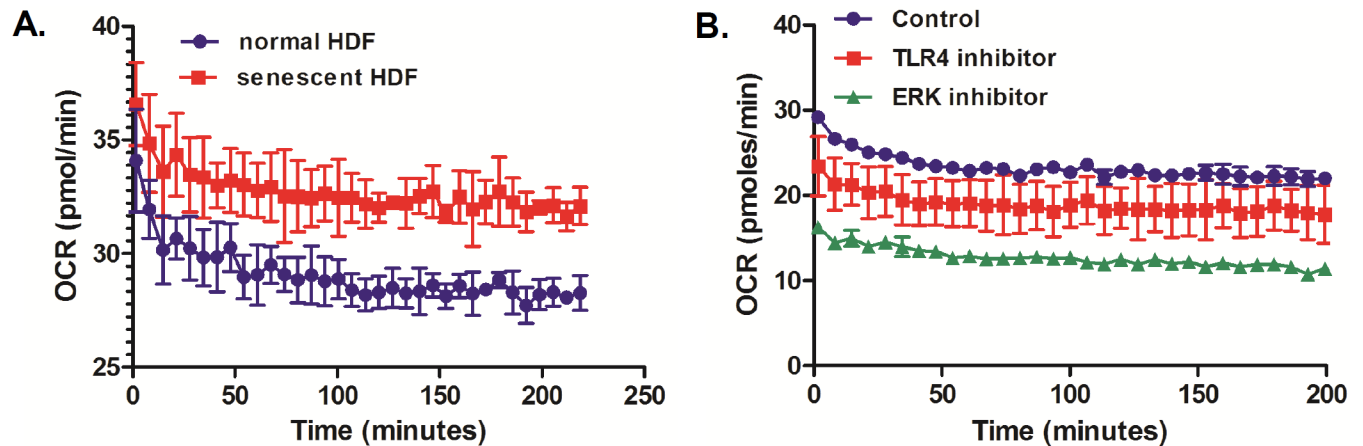 A.
normal HDF
senescent HDF
OCR (pmol/min)
40
35
30
25
0
50
100
150
200
250
Time (minutes)
B.
Control
TLR4 inhibitor
ERK inhibitor
OCR (pmoles/min)
40
30
20
10
0
0
50
100
150
200
Time (minutes)